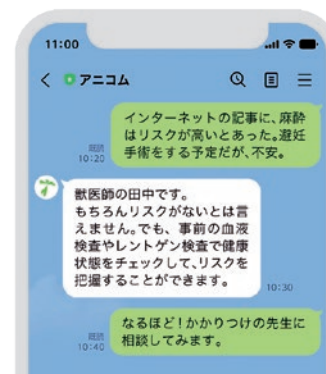 11:00
アニコム
インターネットの記事に、麻酔
はリスクが高いとあった。避妊
手術をする予定だが、不安。
既読
10:20
獣医師の田中です。
もちろんリスクがないとは言
えません。でも、事前の血液
検査やレントゲン検査で健康
状態をチェックして、リスクを
把握することができます。
10:30
なるほど!かかりつけの先生に
相談してみます。
既読
10:40